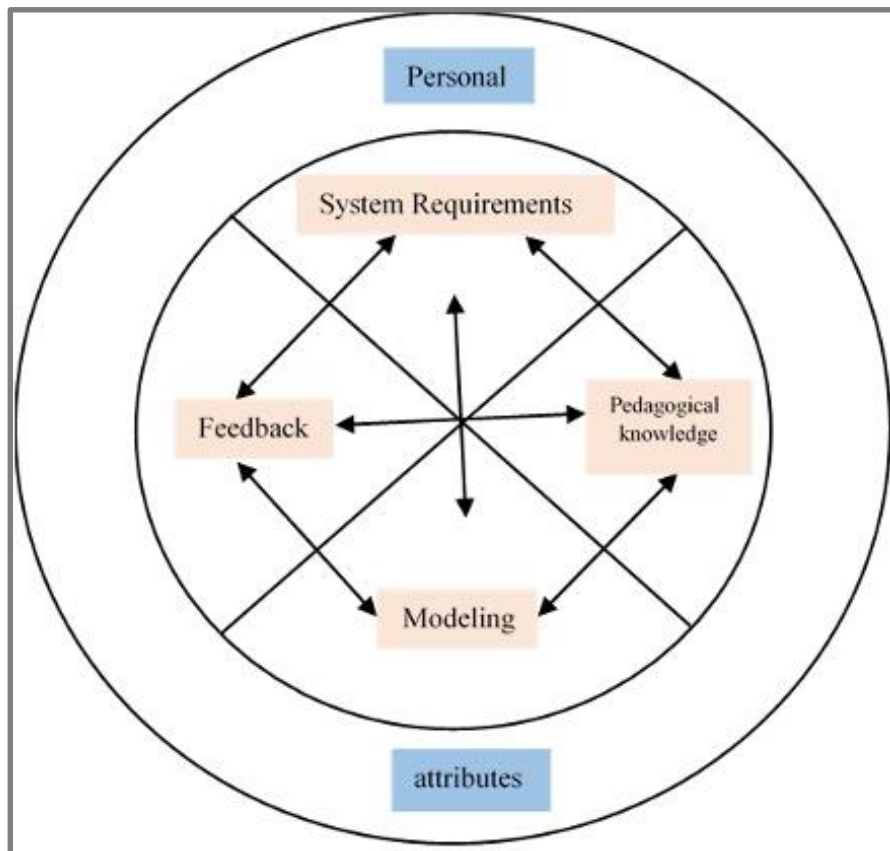 Personal
System Requirements
Feedback
Pedagogical
knowledge
Modeling
attributes